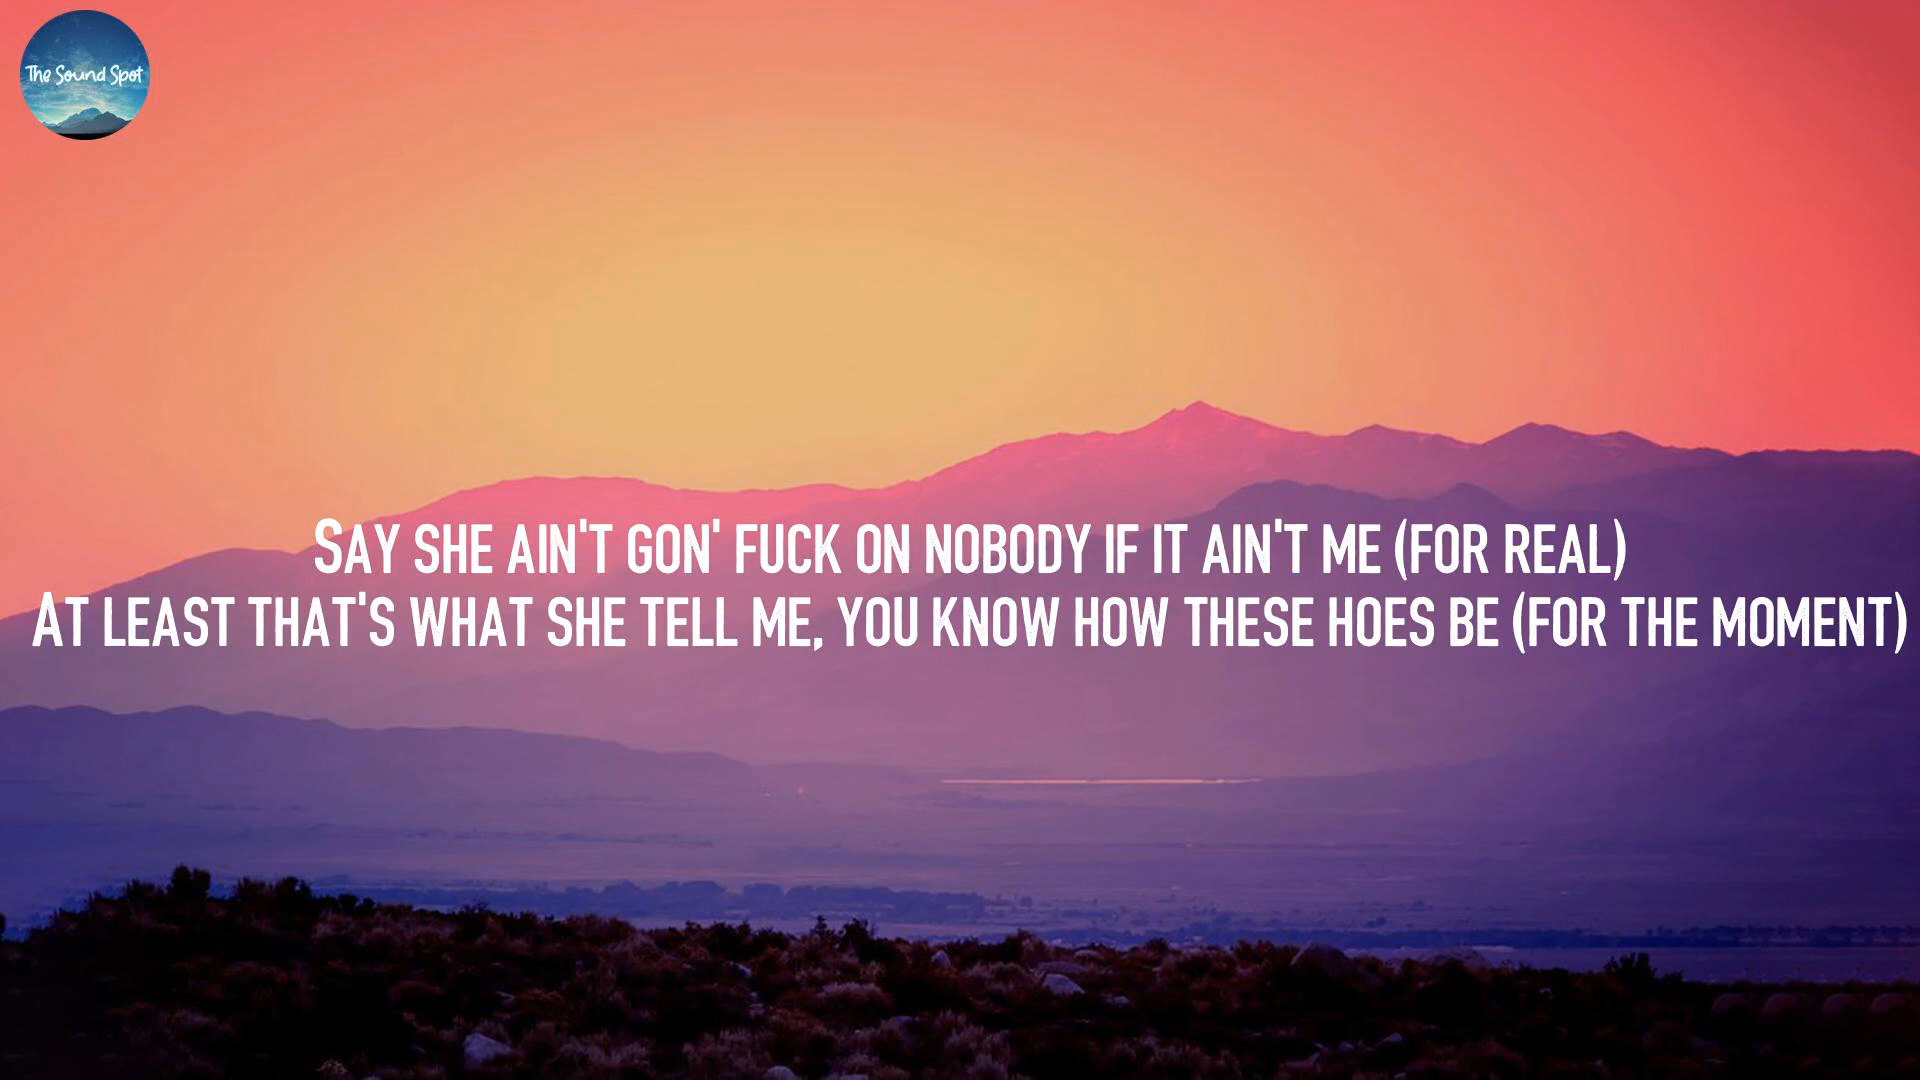 The Sound Spot
Say she ain't gon' fuck on nobody if it ain't me (for real)
At least that's what she tell me, you know how these hoes be (for the moment)